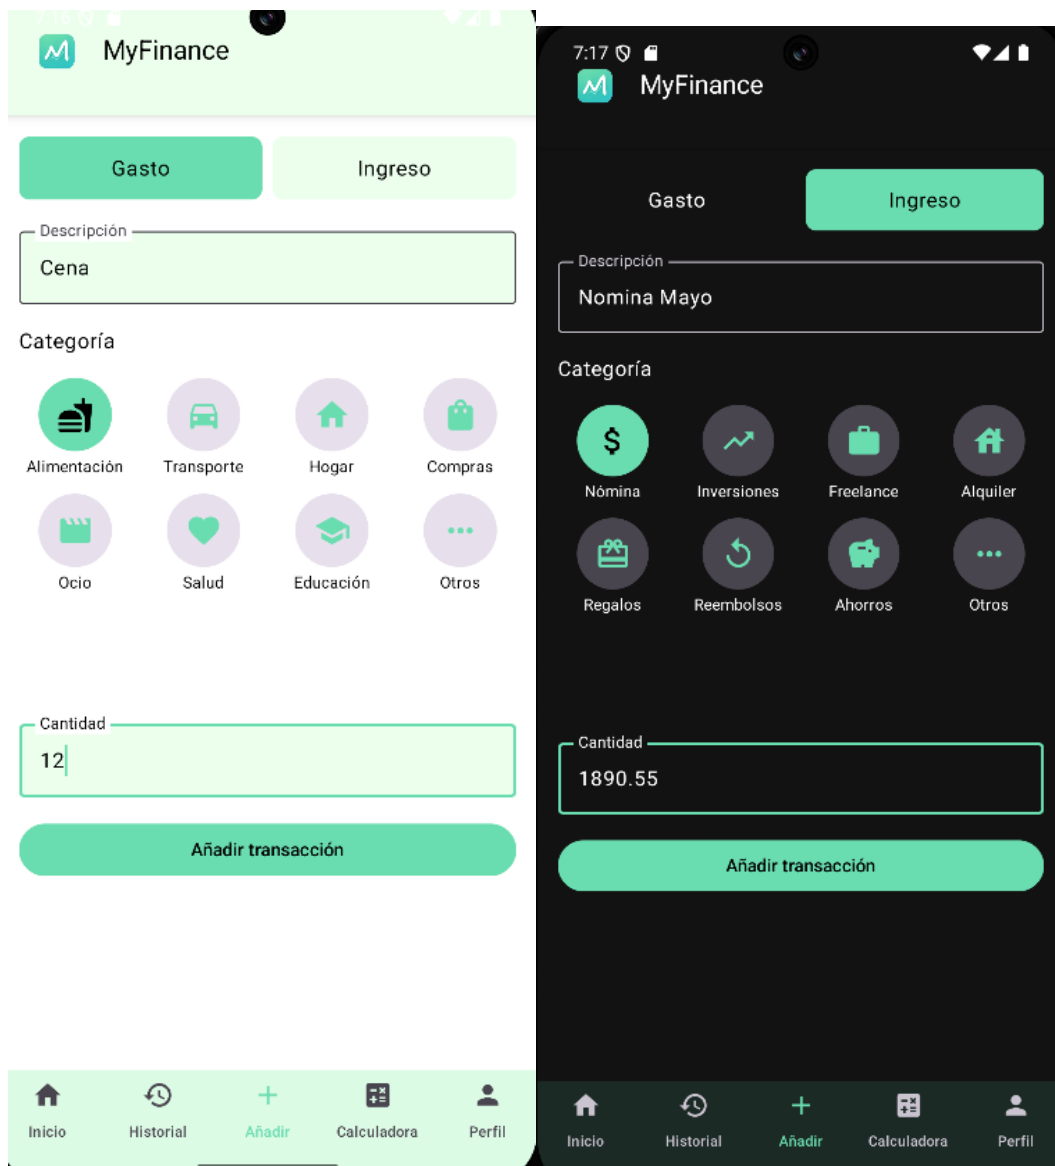 7:16
MyFinance
Gasto Ingreso
Descripción
Cena
Categoría
Alimentación Transporte Hogar Compras
Ocio Salud Educación Otros
Cantidad
12
Añadir transacción
Inicio Historial Añadir Calculadora Perfil
7:17
MyFinance
Gasto Ingreso
Descripción
Nomina Mayo
Categoría
Nómina Inversiones Freelance Alquiler
Regalos Reembolsos Ahorros Otros
Cantidad
1890.55
Añadir transacción
Inicio Historial Añadir Calculadora Perfil